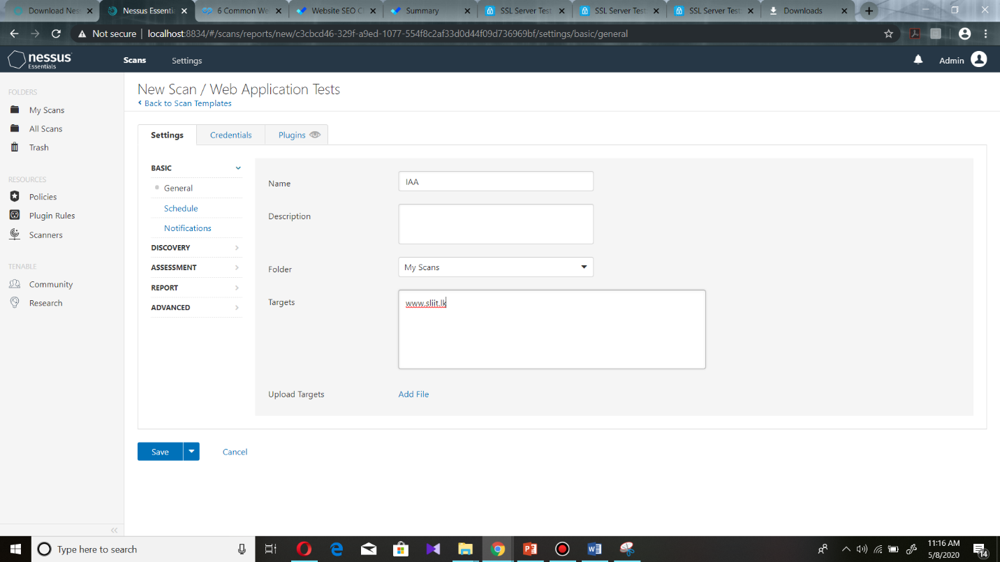 Download Nes
Nessus Essenti
6 Common We
Website SEO C
Summary
SSL Server Test
SSL Server Test
SSL Server Test
Downloads
Not secure | localhost:8834/#/scans/reports/new/c3cbcd46-329f-a9ed-1077-554f8c2af33d0d44f09d736969bf/settings/basic/general
nessus
Essentials
Scans
Settings
Admin
FOLDERS
My Scans
All Scans
Trash
RESOURCES
Policies
Plugin Rules
Scanners
TENABLE
Community
Research
New Scan / Web Application Tests
Back to Scan Templates
Settings
Credentials
Plugins
BASIC
General
Schedule
Notifications
DISCOVERY
ASSESSMENT
REPORT
ADVANCED
Name
IAA
Description
Folder
My Scans
Targets
www.sliit.lk
Upload Targets
Add File
Save
Cancel
Type here to search
11:16 AM
5/8/2020
14